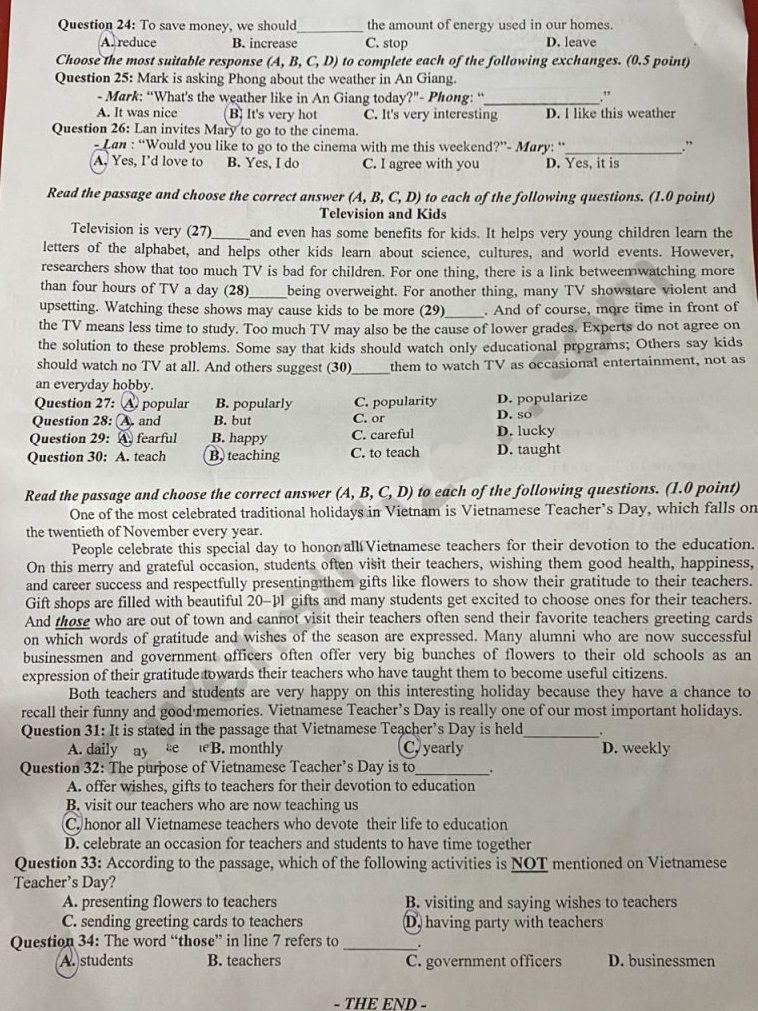 Question 24: To save money, we should__________ the amount of energy used in our homes.
A. reduce B. increase C. stop D. leave
Choose the most suitable response (A, B, C, D) to complete each of the following exchanges. (0.5 point)
Question 25: Mark is asking Phong about the weather in An Giang.
- Mark: “What's the weather like in An Giang today?"- Phong: “__________________.”
A. It was nice B. It's very hot C. It's very interesting D. I like this weather
Question 26: Lan invites Mary to go to the cinema.
- Lan : “Would you like to go to the cinema with me this weekend?”- Mary: “__________________.”
A. Yes, I’d love to B. Yes, I do C. I agree with you D. Yes, it is
Read the passage and choose the correct answer (A, B, C, D) to each of the following questions. (1.0 point)
Television and Kids
Television is very (27)_____and even has some benefits for kids. It helps very young children learn the
letters of the alphabet, and helps other kids learn about science, cultures, and world events. However,
researchers show that too much TV is bad for children. For one thing, there is a link betweemwatching more
than four hours of TV a day (28)_____being overweight. For another thing, many TV showstare violent and
upsetting. Watching these shows may cause kids to be more (29)_____. And of course, more time in front of
the TV means less time to study. Too much TV may also be the cause of lower grades. Experts do not agree on
the solution to these problems. Some say that kids should watch only educational programs; Others say kids
should watch no TV at all. And others suggest (30)_____them to watch TV as occasional entertainment, not as
an everyday hobby.
Question 27: A. popular B. popularly C. popularity D. popularize
Question 28: A. and B. but C. or D. so
Question 29: A. fearful B. happy C. careful D. lucky
Question 30: A. teach B. teaching C. to teach D. taught
Read the passage and choose the correct answer (A, B, C, D) to each of the following questions. (1.0 point)
One of the most celebrated traditional holidays in Vietnam is Vietnamese Teacher’s Day, which falls on
the twentieth of November every year.
People celebrate this special day to honor all Vietnamese teachers for their devotion to the education.
On this merry and grateful occasion, students often visit their teachers, wishing them good health, happiness,
and career success and respectfully presenting them gifts like flowers to show their gratitude to their teachers.
Gift shops are filled with beautiful 20–11 gifts and many students get excited to choose ones for their teachers.
And those who are out of town and cannot visit their teachers often send their favorite teachers greeting cards
on which words of gratitude and wishes of the season are expressed. Many alumni who are now successful
businessmen and government officers often offer very big bunches of flowers to their old schools as an
expression of their gratitude towards their teachers who have taught them to become useful citizens.
Both teachers and students are very happy on this interesting holiday because they have a chance to
recall their funny and good memories. Vietnamese Teacher’s Day is really one of our most important holidays.
Question 31: It is stated in the passage that Vietnamese Teacher’s Day is held__________.
A. daily B. monthly C. yearly D. weekly
Question 32: The purpose of Vietnamese Teacher’s Day is to__________.
A. offer wishes, gifts to teachers for their devotion to education
B. visit our teachers who are now teaching us
C. honor all Vietnamese teachers who devote their life to education
D. celebrate an occasion for teachers and students to have time together
Question 33: According to the passage, which of the following activities is NOT mentioned on Vietnamese
Teacher’s Day?
A. presenting flowers to teachers B. visiting and saying wishes to teachers
C. sending greeting cards to teachers D. having party with teachers
Question 34: The word “those” in line 7 refers to __________.
A. students B. teachers C. government officers D. businessmen
- THE END -